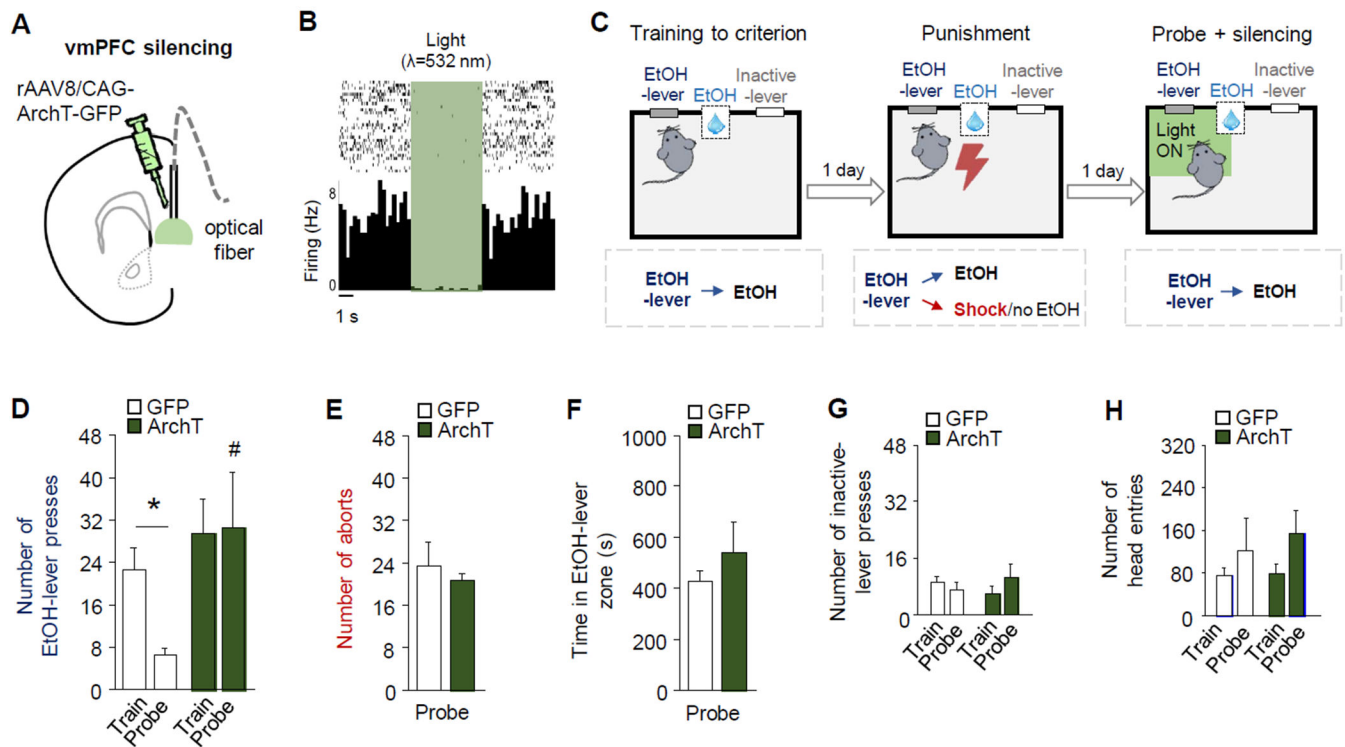 A
vmPFC silencing
rAAV8/CAG-
ArchT-GFP
optical
fiber
B
Light
(λ=532 nm)
8
Firing (Hz)
0
1 s
C
Training to criterion
EtOH
-lever
EtOH
Inactive
-lever
EtOH
-lever
EtOH
1 day
Punishment
EtOH
-lever
EtOH
Inactive
-lever
EtOH
-lever
EtOH
Shock/no EtOH
1 day
Probe + silencing
EtOH
-lever
EtOH
Inactive
-lever
Light
ON
EtOH
-lever
EtOH
D
GFP
ArchT
Number of
EtOH-lever presses
48
40
32
24
16
8
0
*
#
Train
Probe
Train
Probe
E
GFP
ArchT
Number of aborts
48
40
32
24
16
8
0
Probe
F
GFP
ArchT
Time in EtOH-lever
zone (s)
1000
800
600
400
200
0
Probe
G
GFP
ArchT
Number of inactive-
lever presses
48
32
16
0
Train
Probe
Train
Probe
H
GFP
ArchT
Number of
head entries
320
240
160
80
0
Train
Probe
Train
Probe